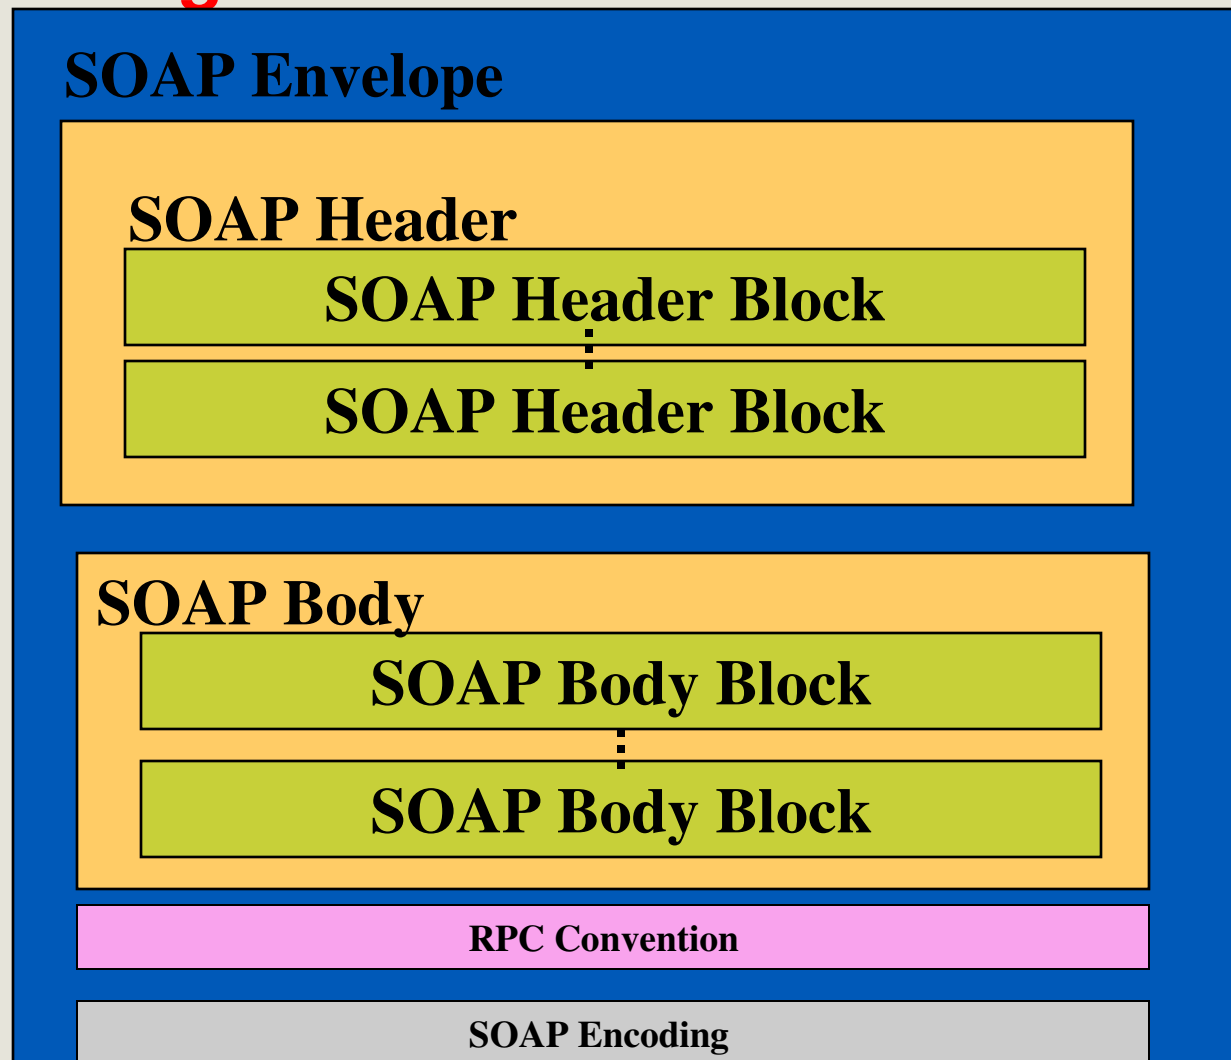 SOAP Envelope
SOAP Header
SOAP Header Block
SOAP Header Block
SOAP Body
SOAP Body Block
SOAP Body Block
RPC Convention
SOAP Encoding